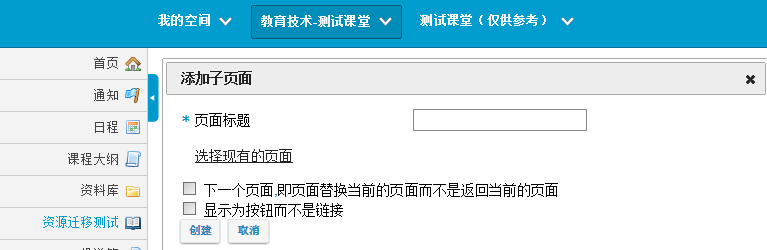 我的空间 教育技术-测试课堂 测试课堂（仅供参考）
首页
通知
日程
课程大纲
资料库
资源迁移测试
添加子页面
* 页面标题
选择现有的页面
下一个页面,即页面替换当前的页面而不是返回当前的页面
显示为按钮而不是链接
创建 取消